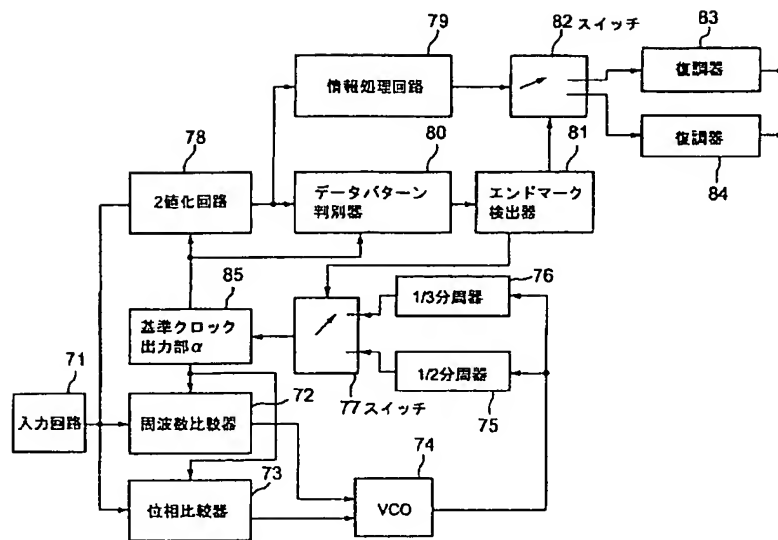 79
82 スイッチ
83
情報処理回路
復調器
78
80
81
復調器
84
2値化回路
データパターン
判別器
エンドマーク
検出器
85
76
1/3分周器
基準クロック
出力部α
71
1/2分周器
入力回路
72
77 スイッチ
75
周波数比較器
73
74
位相比較器
VCO